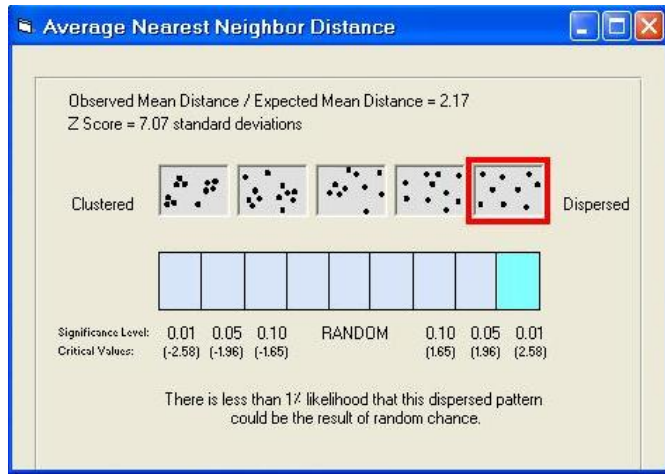 Average Nearest Neighbor Distance
Observed Mean Distance / Expected Mean Distance = 2.17
Z Score = 7.07 standard deviations
Clustered Dispersed
Significance Level: 0.01 0.05 0.10 RANDOM 0.10 0.05 0.01
Critical Values: (-2.58) (-1.96) (-1.65) (1.65) (1.96) (2.58)
There is less than 1% likelihood that this dispersed pattern
could be the result of random chance.